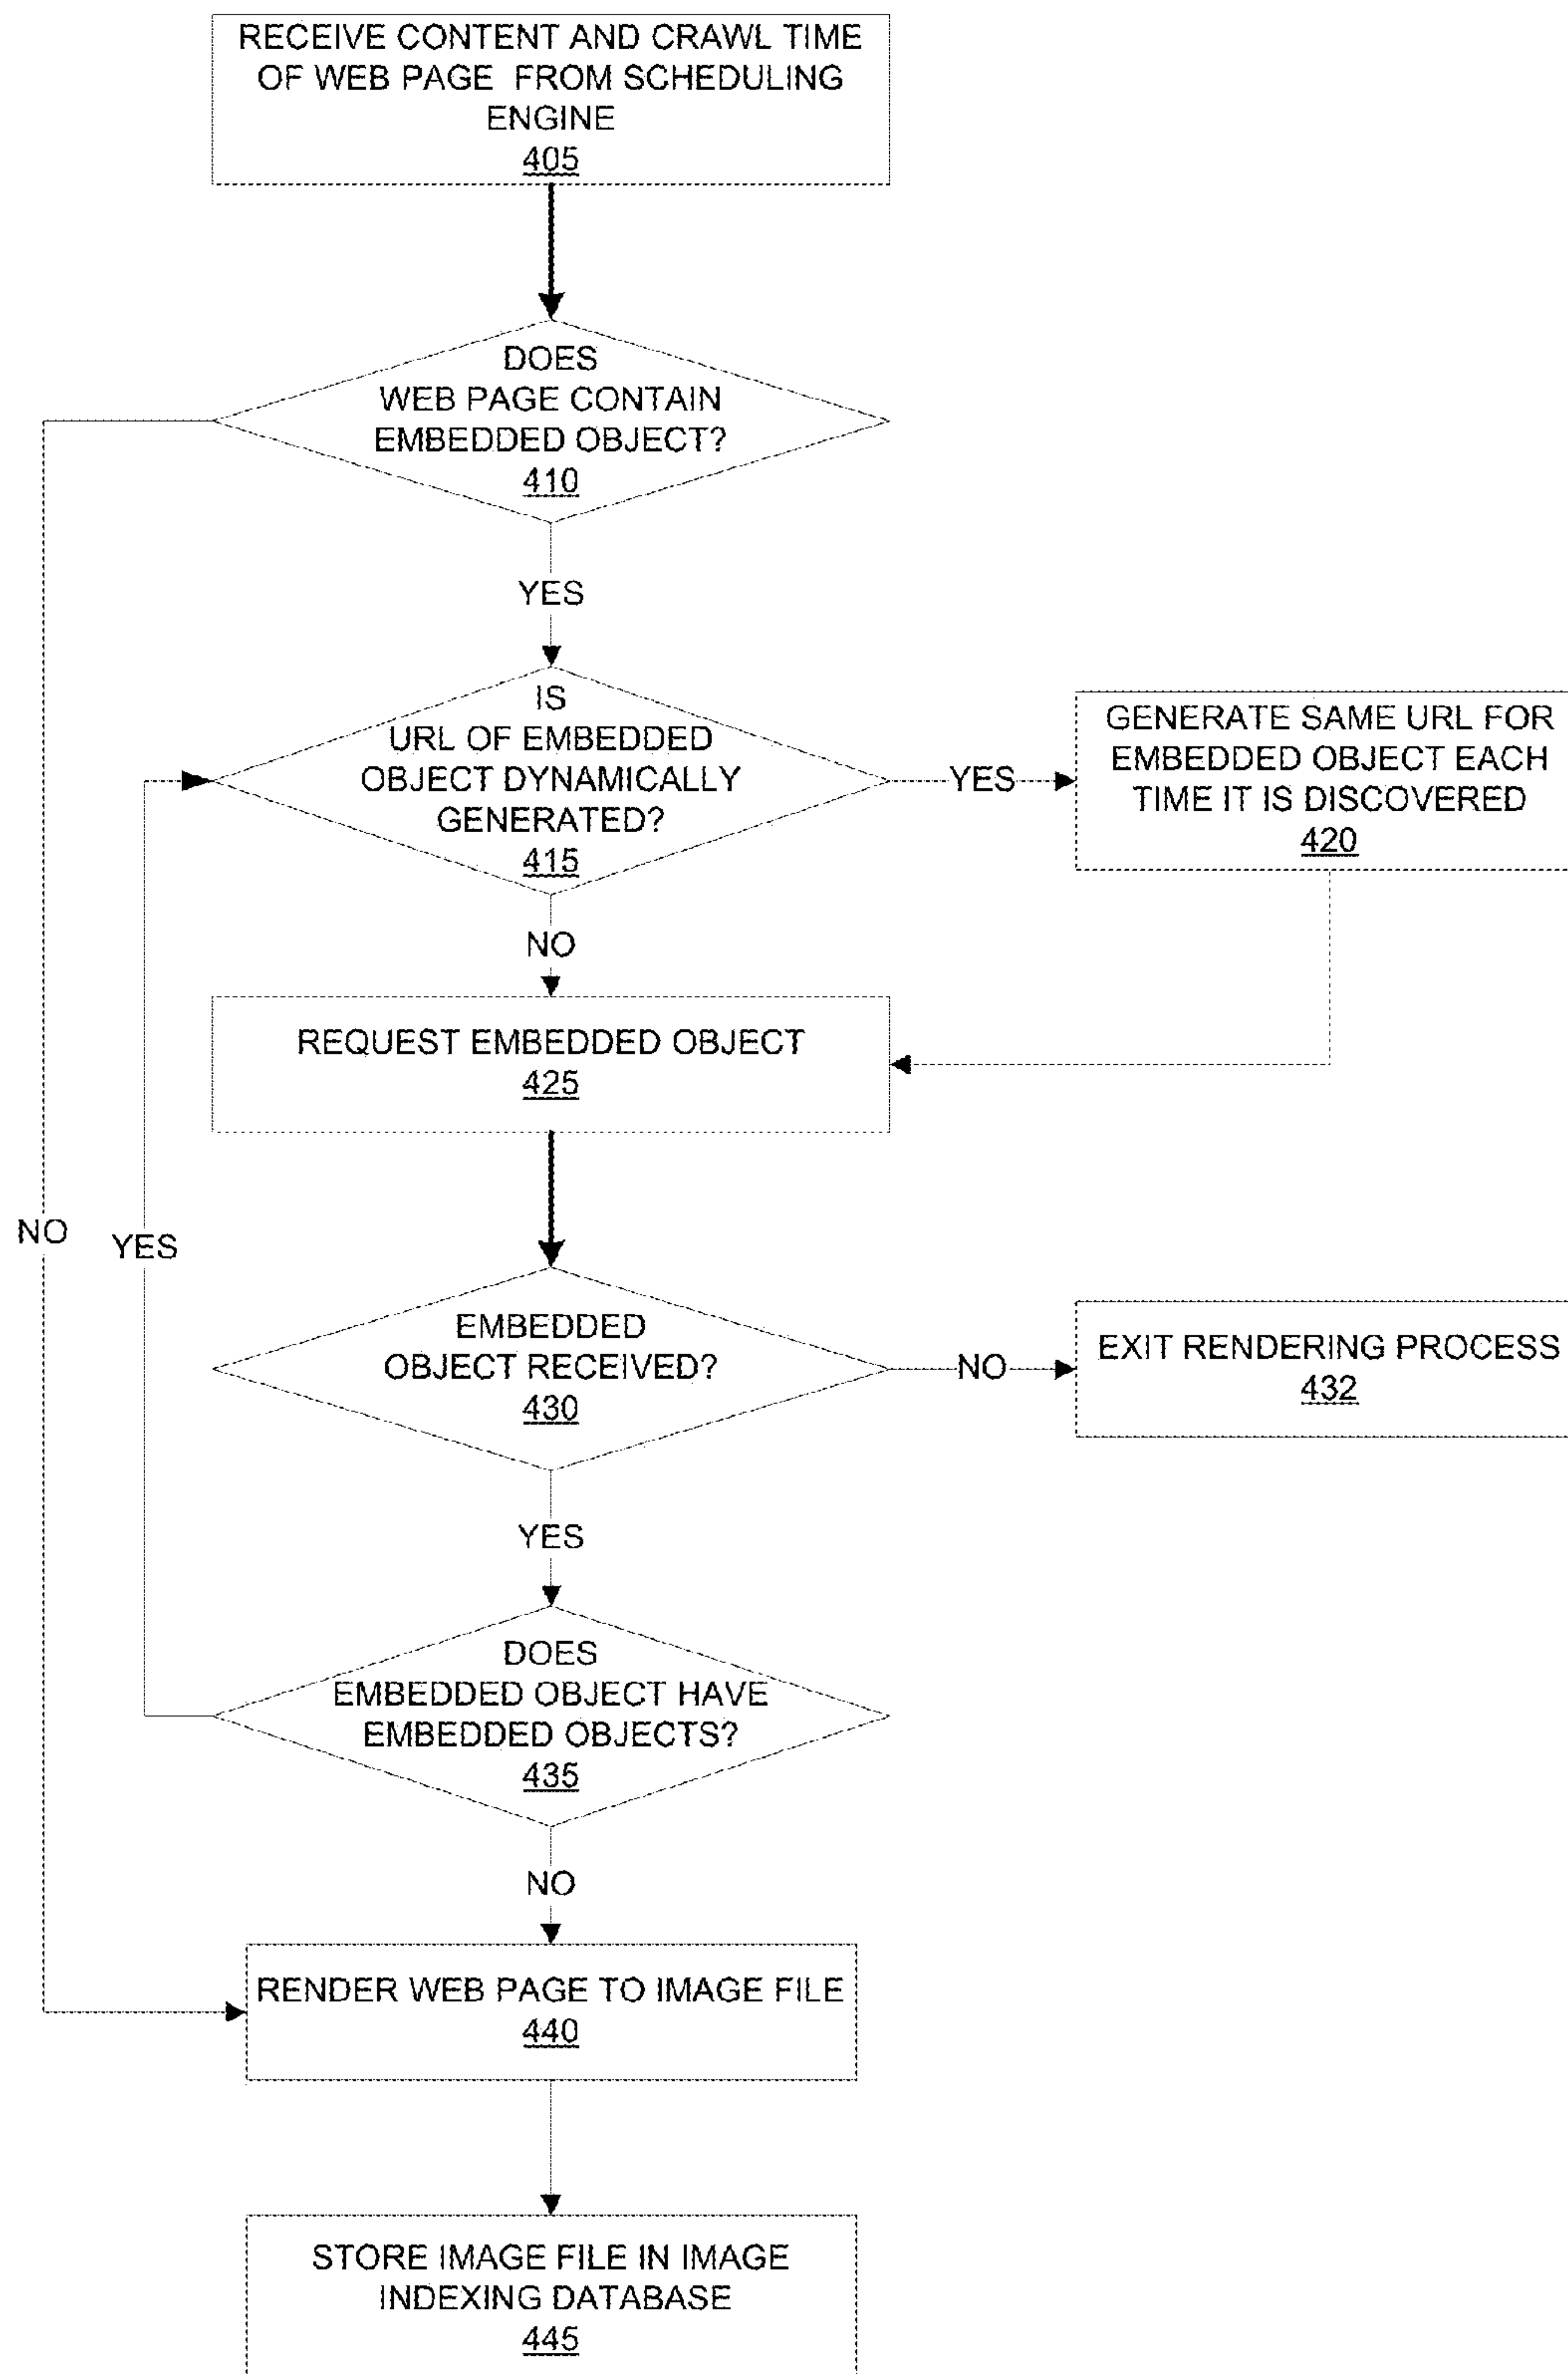 RECEIVE CONTENT AND CRAWL TIME
OF WEB PAGE FROM SCHEDULING
ENGINE
405
DOES
WEB PAGE CONTAIN
EMBEDDED OBJECT?
410
YES
IS
URL OF EMBEDDED
OBJECT DYNAMICALLY
GENERATED?
415
YES
GENERATE SAME URL FOR
EMBEDDED OBJECT EACH
TIME IT IS DISCOVERED
420
NO
REQUEST EMBEDDED OBJECT
425
NO
YES
EMBEDDED
OBJECT RECEIVED?
430
NO
EXIT RENDERING PROCESS
432
YES
DOES
EMBEDDED OBJECT HAVE
EMBEDDED OBJECTS?
435
NO
RENDER WEB PAGE TO IMAGE FILE
440
STORE IMAGE FILE IN IMAGE
INDEXING DATABASE
445